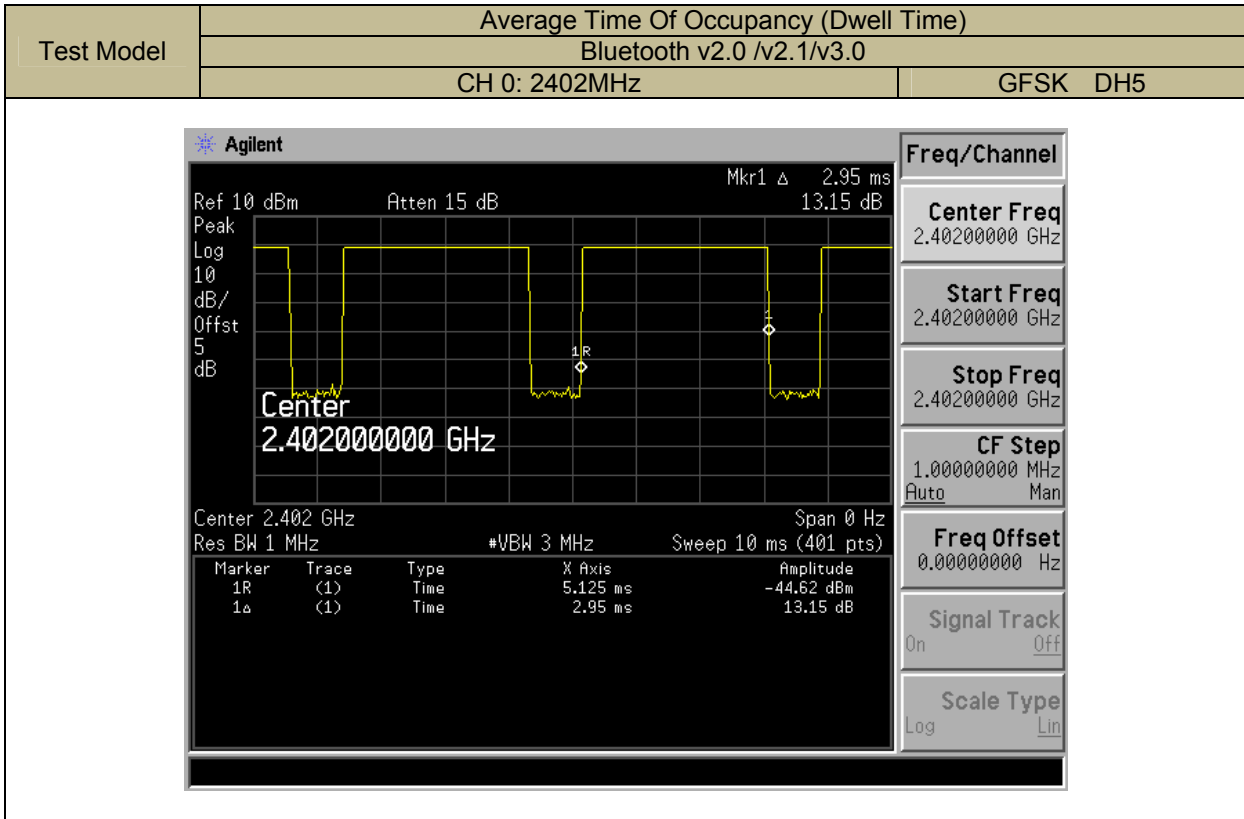 Test Model
Average Time Of Occupancy (Dwell Time)
Bluetooth v2.0 /v2.1/v3.0
CH 0: 2402MHz
GFSK DH5
Agilent
Mkr1 Δ 2.95 ms
Ref 10 dBm Atten 15 dB 13.15 dB
Peak
Log
10
dB/
Offst
5
dB
1
1R
Center
2.402000000 GHz
Center 2.402 GHz Span 0 Hz
Res BW 1 MHz #VBW 3 MHz Sweep 10 ms (401 pts)
Marker Trace Type X Axis Amplitude
1R (1) Time 5.125 ms -44.62 dBm
1Δ (1) Time 2.95 ms 13.15 dB
Freq/Channel
Center Freq
2.40200000 GHz
Start Freq
2.40200000 GHz
Stop Freq
2.40200000 GHz
CF Step
1.00000000 MHz
Auto Man
Freq Offset
0.00000000 Hz
Signal Track
On Off
Scale Type
Log Lin